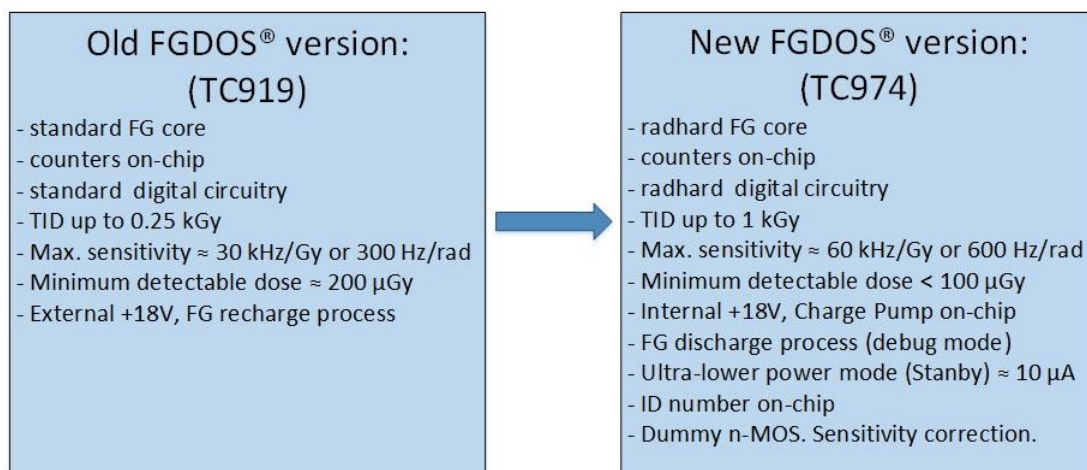 Old FGDOS® version:
(TC919)
- standard FG core
- counters on-chip
- standard digital circuitry
- TID up to 0.25 kGy
- Max. sensitivity ≈ 30 kHz/Gy or 300 Hz/rad
- Minimum detectable dose ≈ 200 µGy
- External +18V, FG recharge process
New FGDOS® version:
(TC974)
- radhard FG core
- counters on-chip
- radhard digital circuitry
- TID up to 1 kGy
- Max. sensitivity ≈ 60 kHz/Gy or 600 Hz/rad
- Minimum detectable dose < 100 µGy
- Internal +18V, Charge Pump on-chip
- FG discharge process (debug mode)
- Ultra-lower power mode (Stanby) ≈ 10 µA
- ID number on-chip
- Dummy n-MOS. Sensitivity correction.